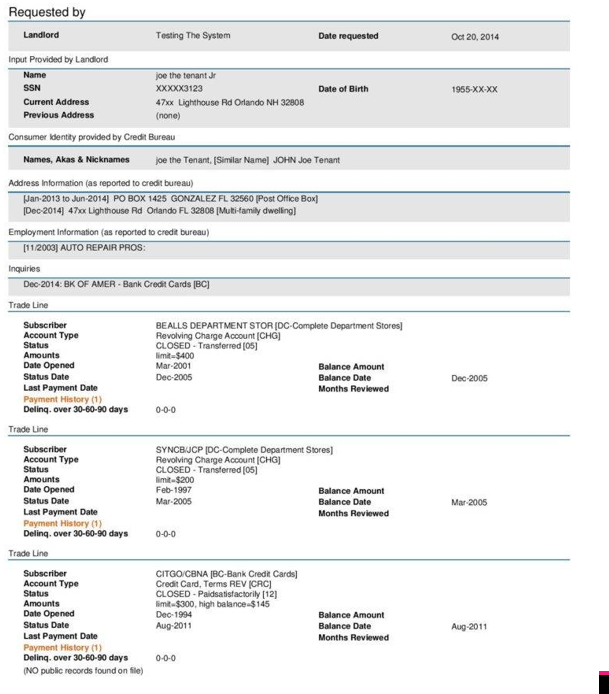 Requested by
Landlord Testing The System Date requested Oct 20, 2014
Input Provided by Landlord
Name joe the tenant Jr
SSN XXXXX3123 Date of Birth 1955-XX-XX
Current Address 47xx Lighthouse Rd Orlando NH 32808
Previous Address (none)
Consumer Identity provided by Credit Bureau
Names, Akas & Nicknames joe the Tenant, [Similar Name] JOHN Joe Tenant
Address Information (as reported to credit bureau)
[Jan-2013 to Jun-2014] PO BOX 1425 GONZALEZ FL 32560 [Post Office Box]
[Dec-2014] 47xx Lighthouse Rd Orlando FL 32808 [Multi-family dwelling]
Employment Information (as reported to credit bureau)
[11/2003] AUTO REPAIR PROS:
Inquiries
Dec-2014: BK OF AMER - Bank Credit Cards [BC]
Trade Line
Subscriber BEALLS DEPARTMENT STOR [DC-Complete Department Stores]
Account Type Revolving Charge Account [CHG]
Status CLOSED - Transferred [05]
Amounts limit=$400
Date Opened Mar-2001 Balance Amount
Status Date Dec-2005 Balance Date Dec-2005
Last Payment Date Months Reviewed
Payment History (1)
Delinq. over 30-60-90 days 0-0-0
Trade Line
Subscriber SYNCB/JCP [DC-Complete Department Stores]
Account Type Revolving Charge Account [CHG]
Status CLOSED - Transferred [05]
Amounts limit=$200
Date Opened Feb-1997 Balance Amount
Status Date Mar-2005 Balance Date Mar-2005
Last Payment Date Months Reviewed
Payment History (1)
Delinq. over 30-60-90 days 0-0-0
Trade Line
Subscriber CITGO/CBNA [BC-Bank Credit Cards]
Account Type Credit Card, Terms REV [CRC]
Status CLOSED - Paidsatisfactorily [12]
Amounts limit=$300, high balance=$145
Date Opened Dec-1994 Balance Amount
Status Date Aug-2011 Balance Date Aug-2011
Last Payment Date Months Reviewed
Payment History (1)
Delinq. over 30-60-90 days 0-0-0
(NO public records found on file)